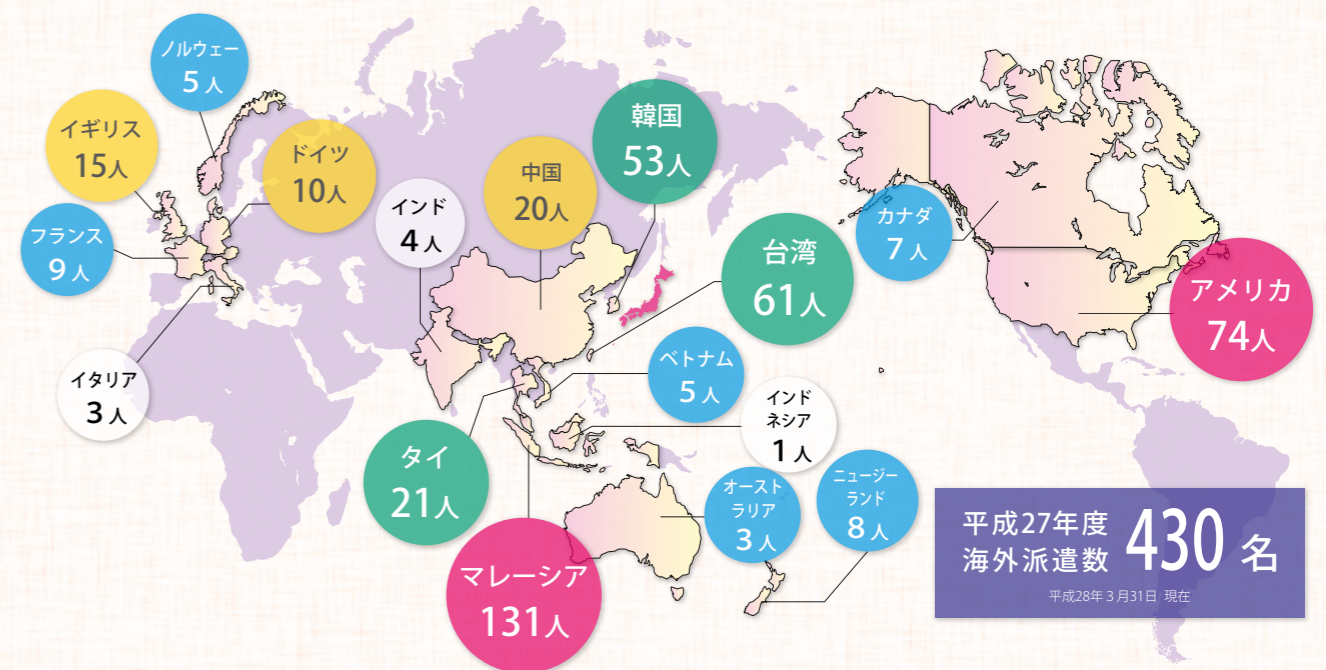 ノルウェー
5人
イギリス
15人
ドイツ
10人
フランス
9人
イタリア
3人
インド
4人
中国
20人
韓国
53人
台湾
61人
ベトナム
5人
インド
ネシア
1人
タイ
21人
マレーシア
131人
オースト
ラリア
3人
ニュージー
ランド
8人
カナダ
7人
アメリカ
74人
平成27年度
海外派遣数 430 名
平成28年3月31日 現在